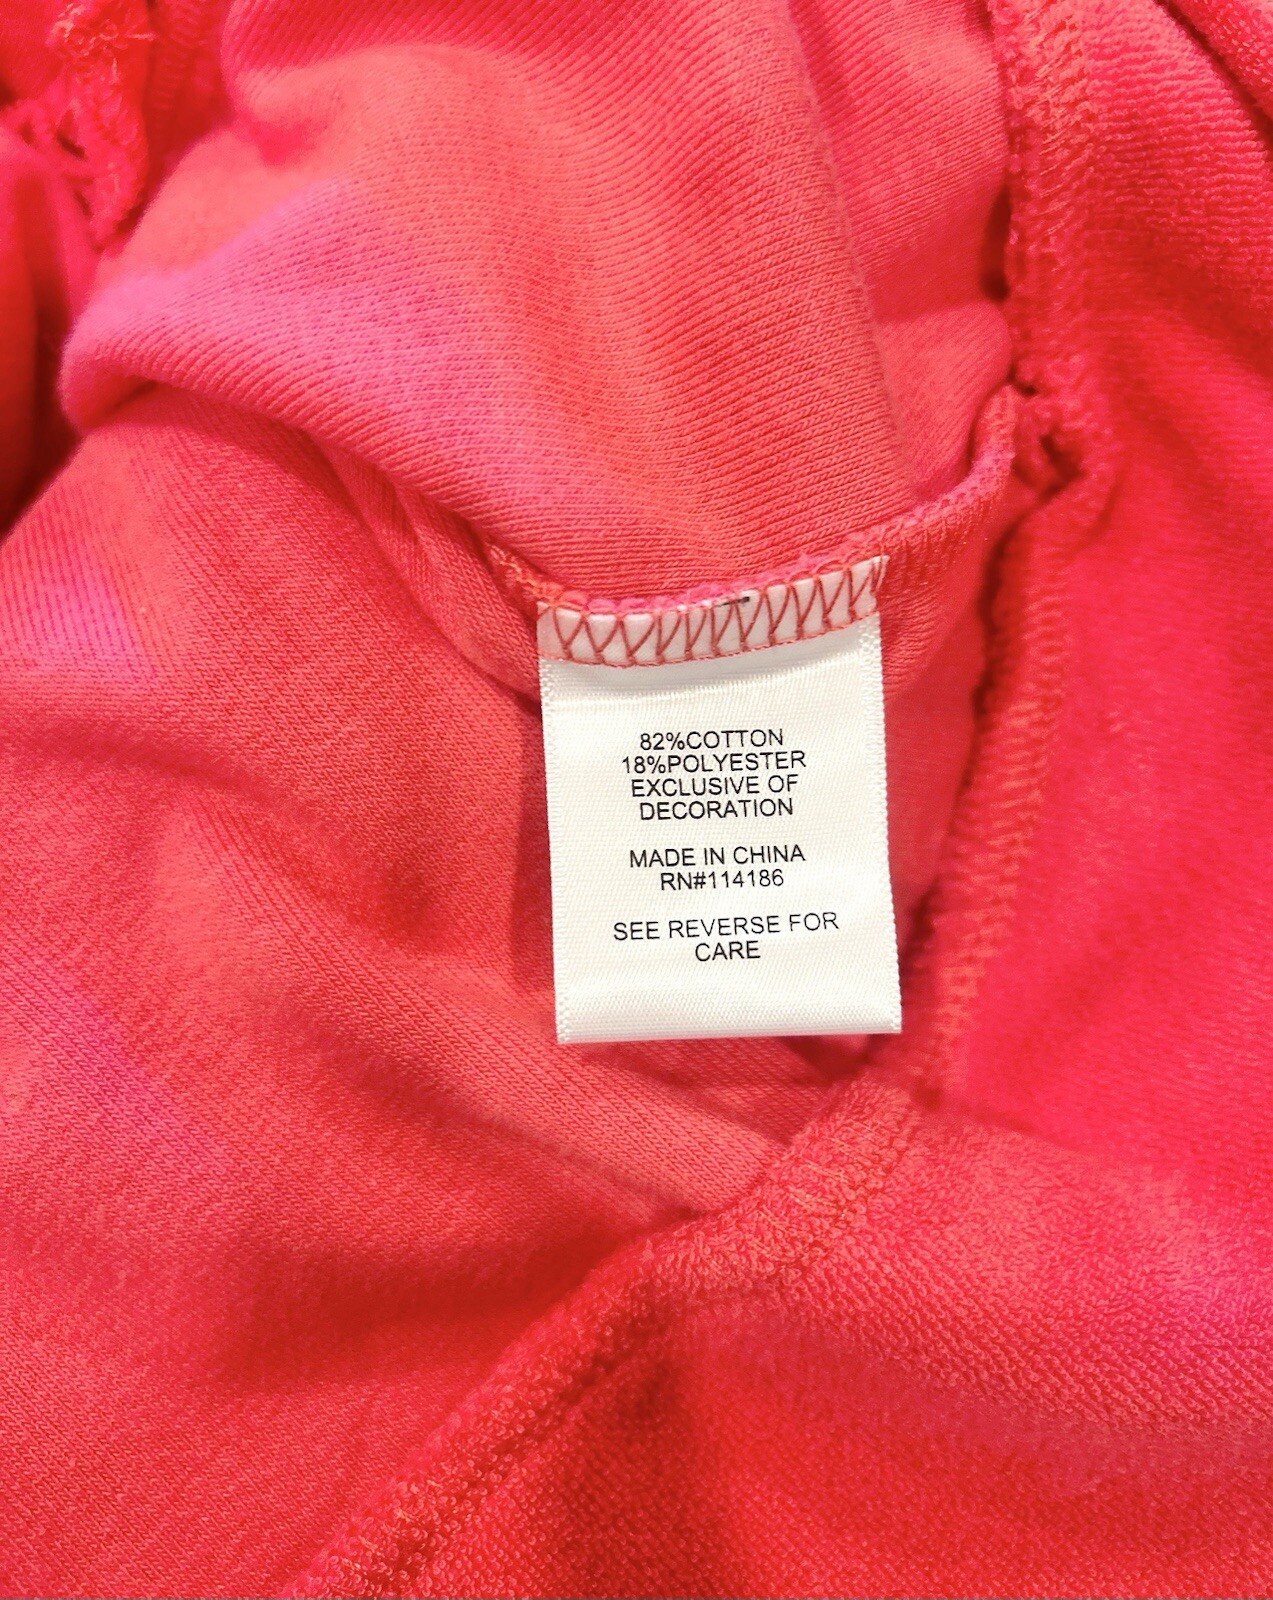 82%COTTON
18%POLYESTER
EXCLUSIVE OF
DECORATION
MADE IN CHINA
RN#114186
SEE REVERSE FOR
CARE